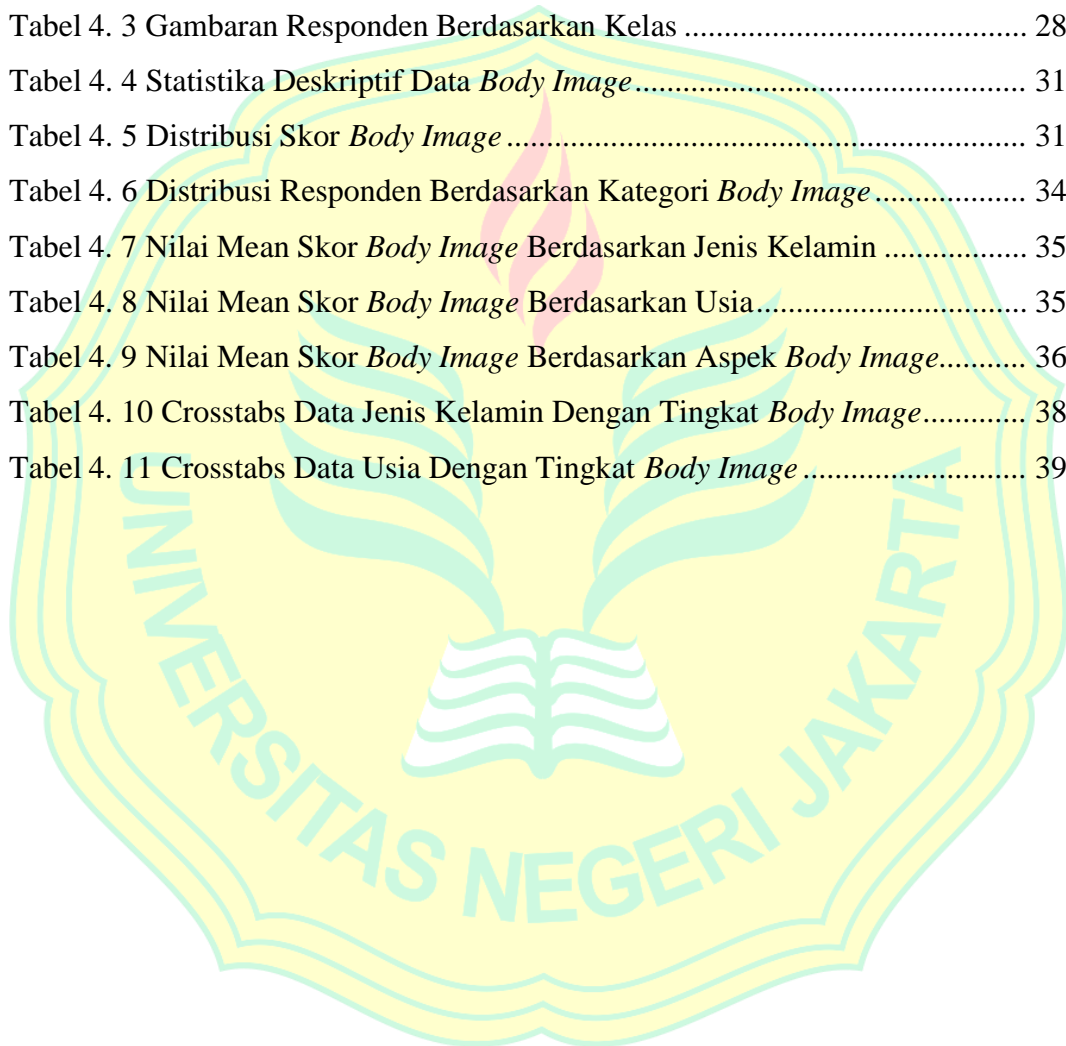 Tabel 4. 3 Gambaran Responden Berdasarkan Kelas ..................................... 28
Tabel 4. 4 Statistika Deskriptif Data Body Image .......................................... 31
Tabel 4. 5 Distribusi Skor Body Image ........................................................ 31
Tabel 4. 6 Distribusi Responden Berdasarkan Kategori Body Image ................ 34
Tabel 4. 7 Nilai Mean Skor Body Image Berdasarkan Jenis Kelamin ................ 35
Tabel 4. 8 Nilai Mean Skor Body Image Berdasarkan Usia ............................. 35
Tabel 4. 9 Nilai Mean Skor Body Image Berdasarkan Aspek Body Image .......... 36
Tabel 4. 10 Crosstabs Data Jenis Kelamin Dengan Tingkat Body Image ........... 38
Tabel 4. 11 Crosstabs Data Usia Dengan Tingkat Body Image ........................ 39
UNIVERSITAS NEGERI JAKARTA